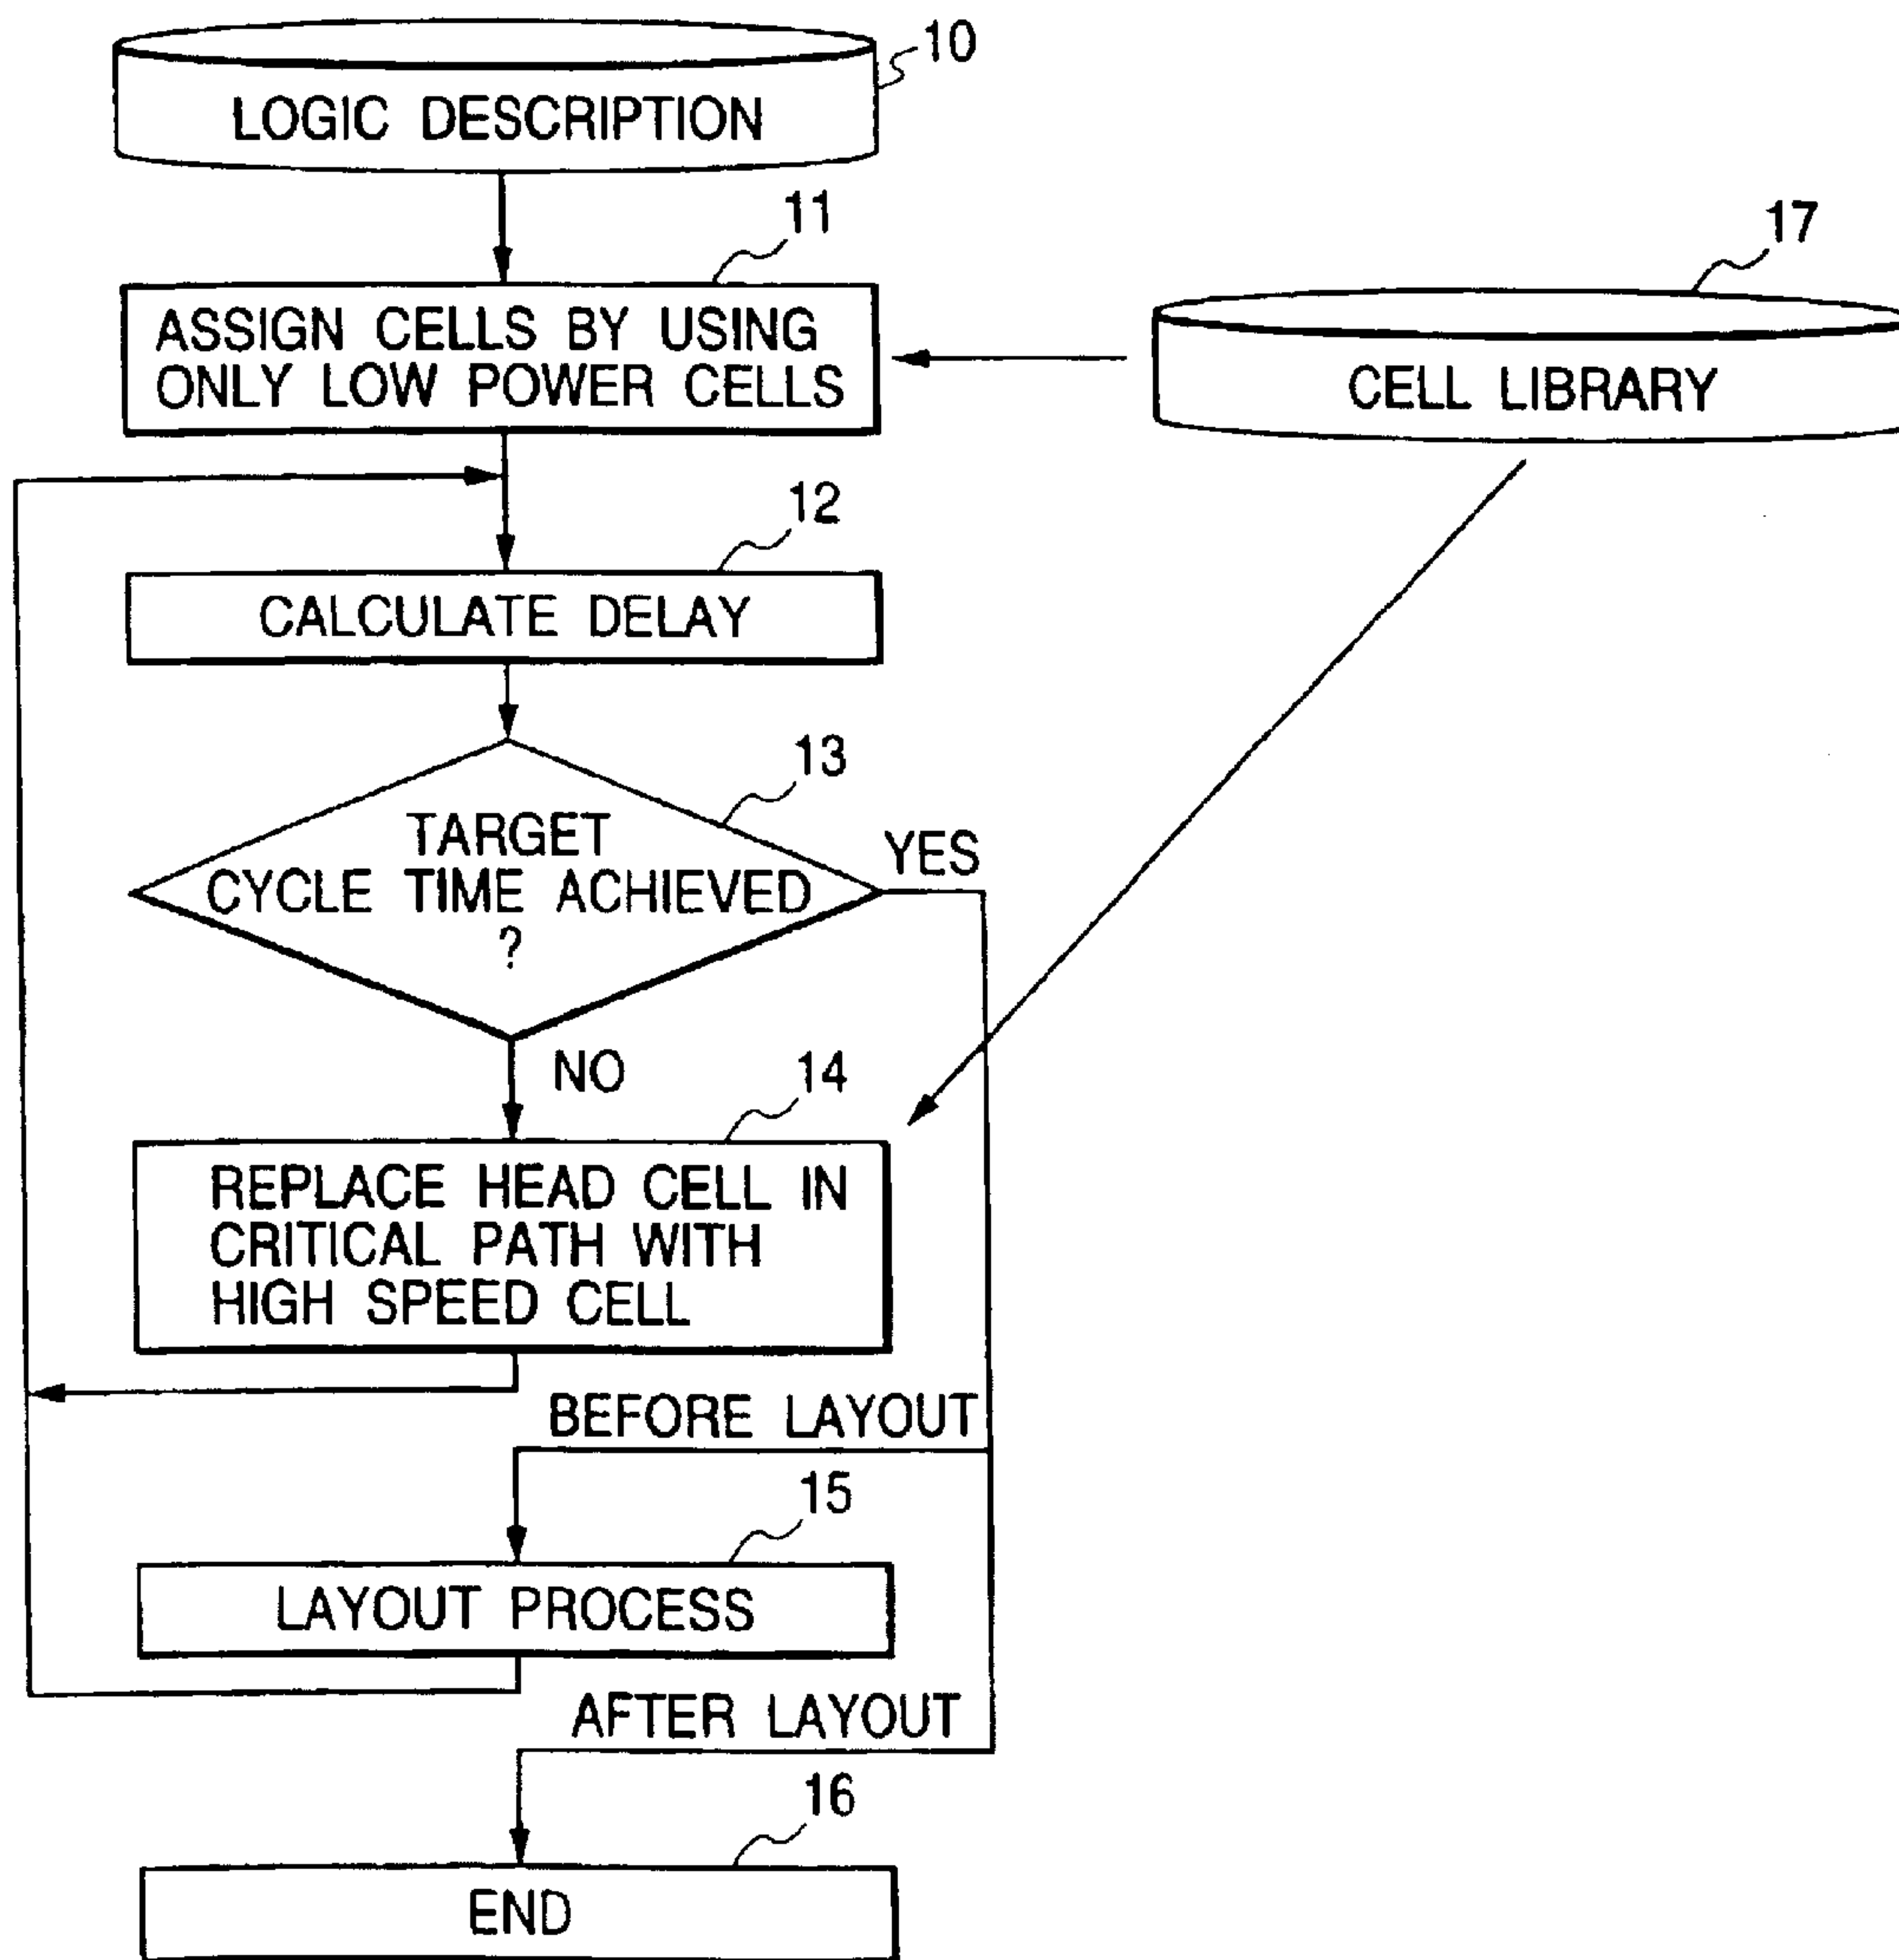 10
LOGIC DESCRIPTION
11
17
ASSIGN CELLS BY USING
ONLY LOW POWER CELLS
CELL LIBRARY
12
CALCULATE DELAY
13
TARGET
CYCLE TIME ACHIEVED
?
YES
NO
14
REPLACE HEAD CELL IN
CRITICAL PATH WITH
HIGH SPEED CELL
BEFORE LAYOUT
15
LAYOUT PROCESS
AFTER LAYOUT
16
END